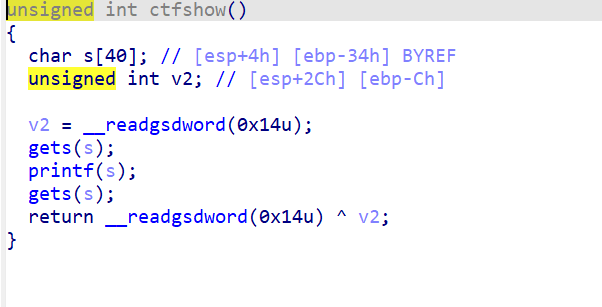 unsigned int ctfshow()
{
char s[40]; // [esp+4h] [ebp-34h] BYREF
unsigned int v2; // [esp+2Ch] [ebp-Ch]
v2 = __readgsdword(0x14u);
gets(s);
printf(s);
gets(s);
return __readgsdword(0x14u) ^ v2;
}